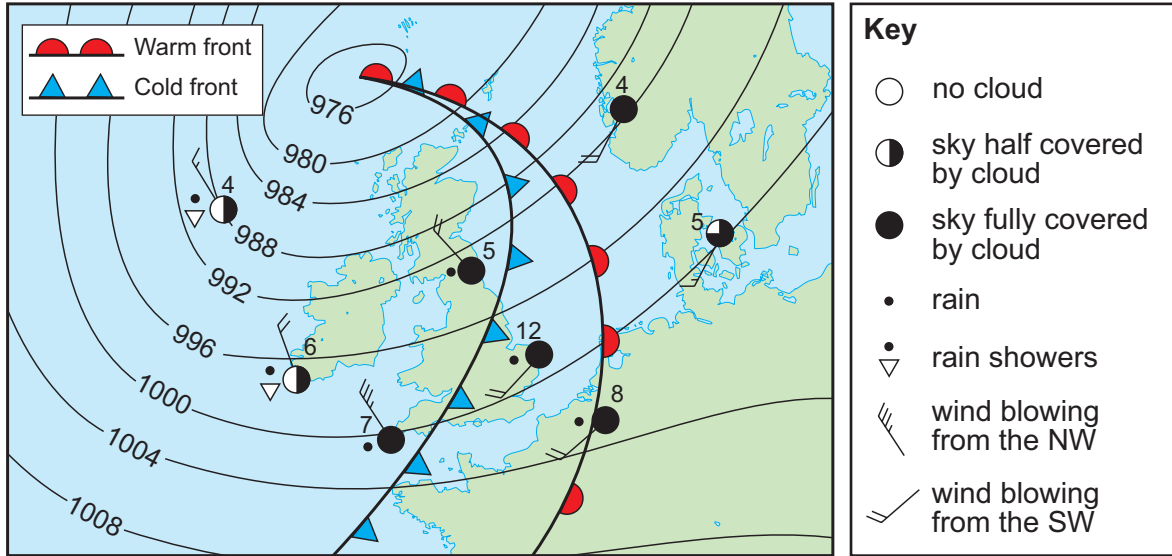 Warm front
Cold front
976
980
984
988
992
996
1000
1004
1008
4
4
5
5
6
12
7
8
Key
no cloud
sky half covered
by cloud
sky fully covered
by cloud
rain
rain showers
wind blowing
from the NW
wind blowing
from the SW